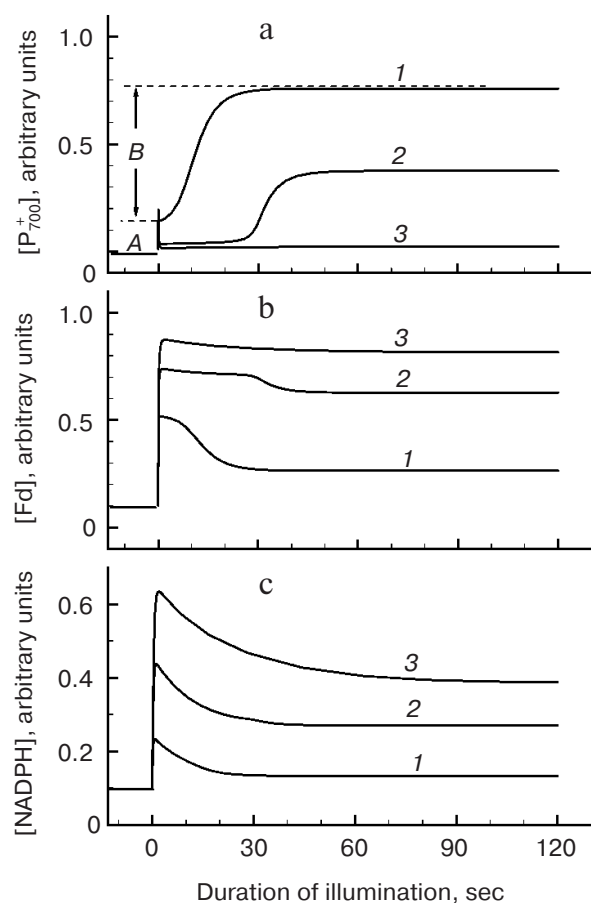 a
[P⁺₇₀₀], arbitrary units
1.0
0.5
0
B
A
1
2
3
b
[Fd], arbitrary units
1.0
0.5
0
3
2
1
c
[NADPH], arbitrary units
0.6
0.4
0.2
0
3
2
1
0 30 60 90 120
Duration of illumination, sec